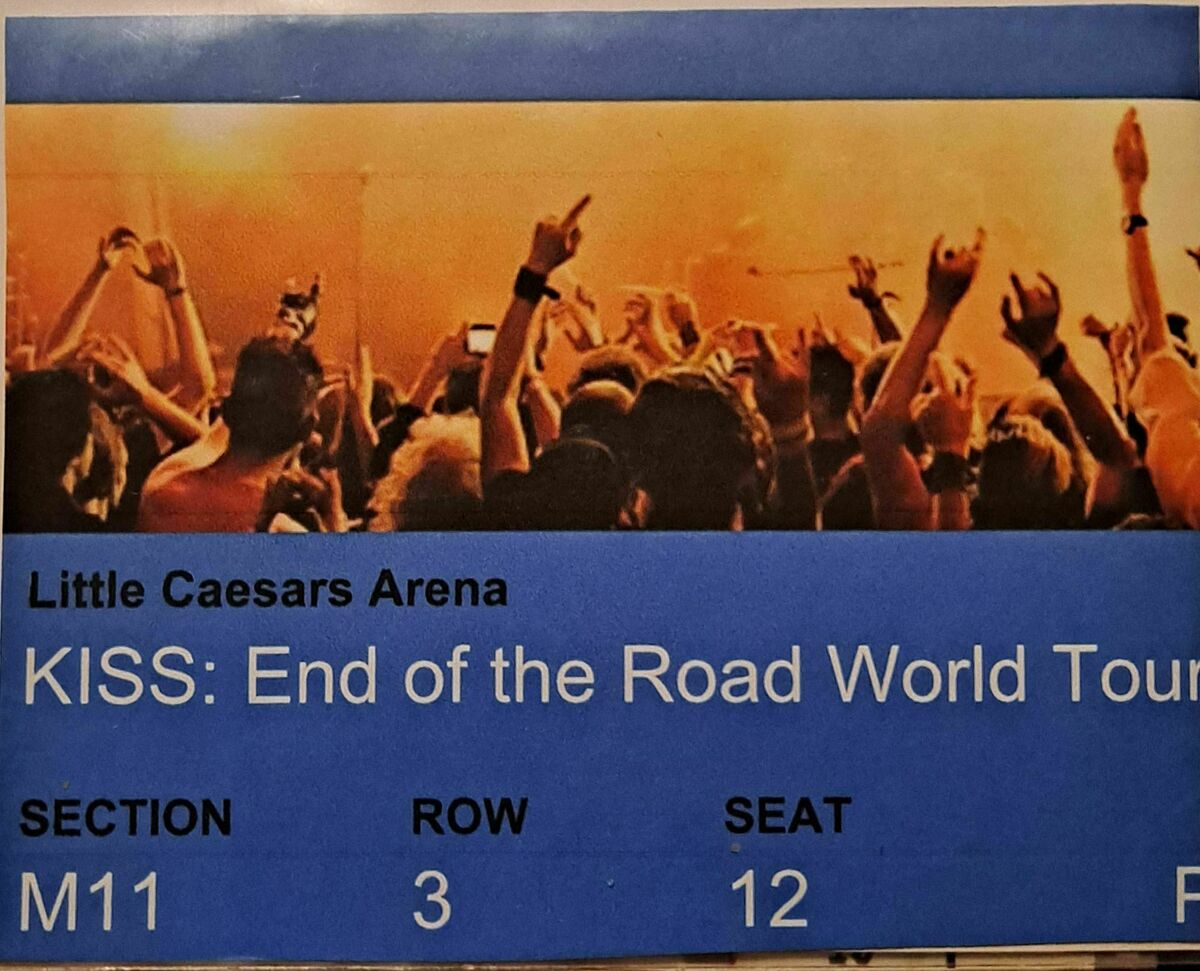 Little Caesars Arena
KISS: End of the Road World Tour
SECTION ROW SEAT
M11 3 12